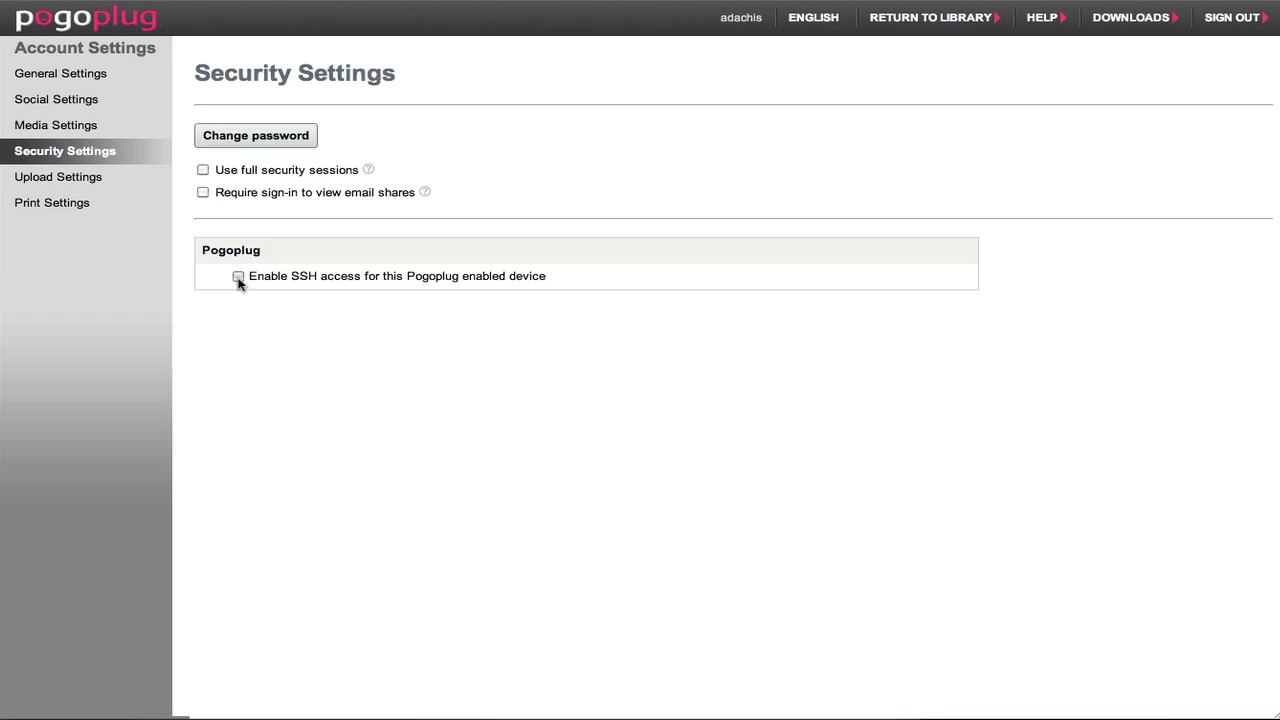 pogoplug
adachis
ENGLISH
RETURN TO LIBRARY
HELP
DOWNLOADS
SIGN OUT
Account Settings
General Settings
Social Settings
Media Settings
Security Settings
Upload Settings
Print Settings
Security Settings
Change password
Use full security sessions ?
Require sign-in to view email shares ?
Pogoplug
Enable SSH access for this Pogoplug enabled device